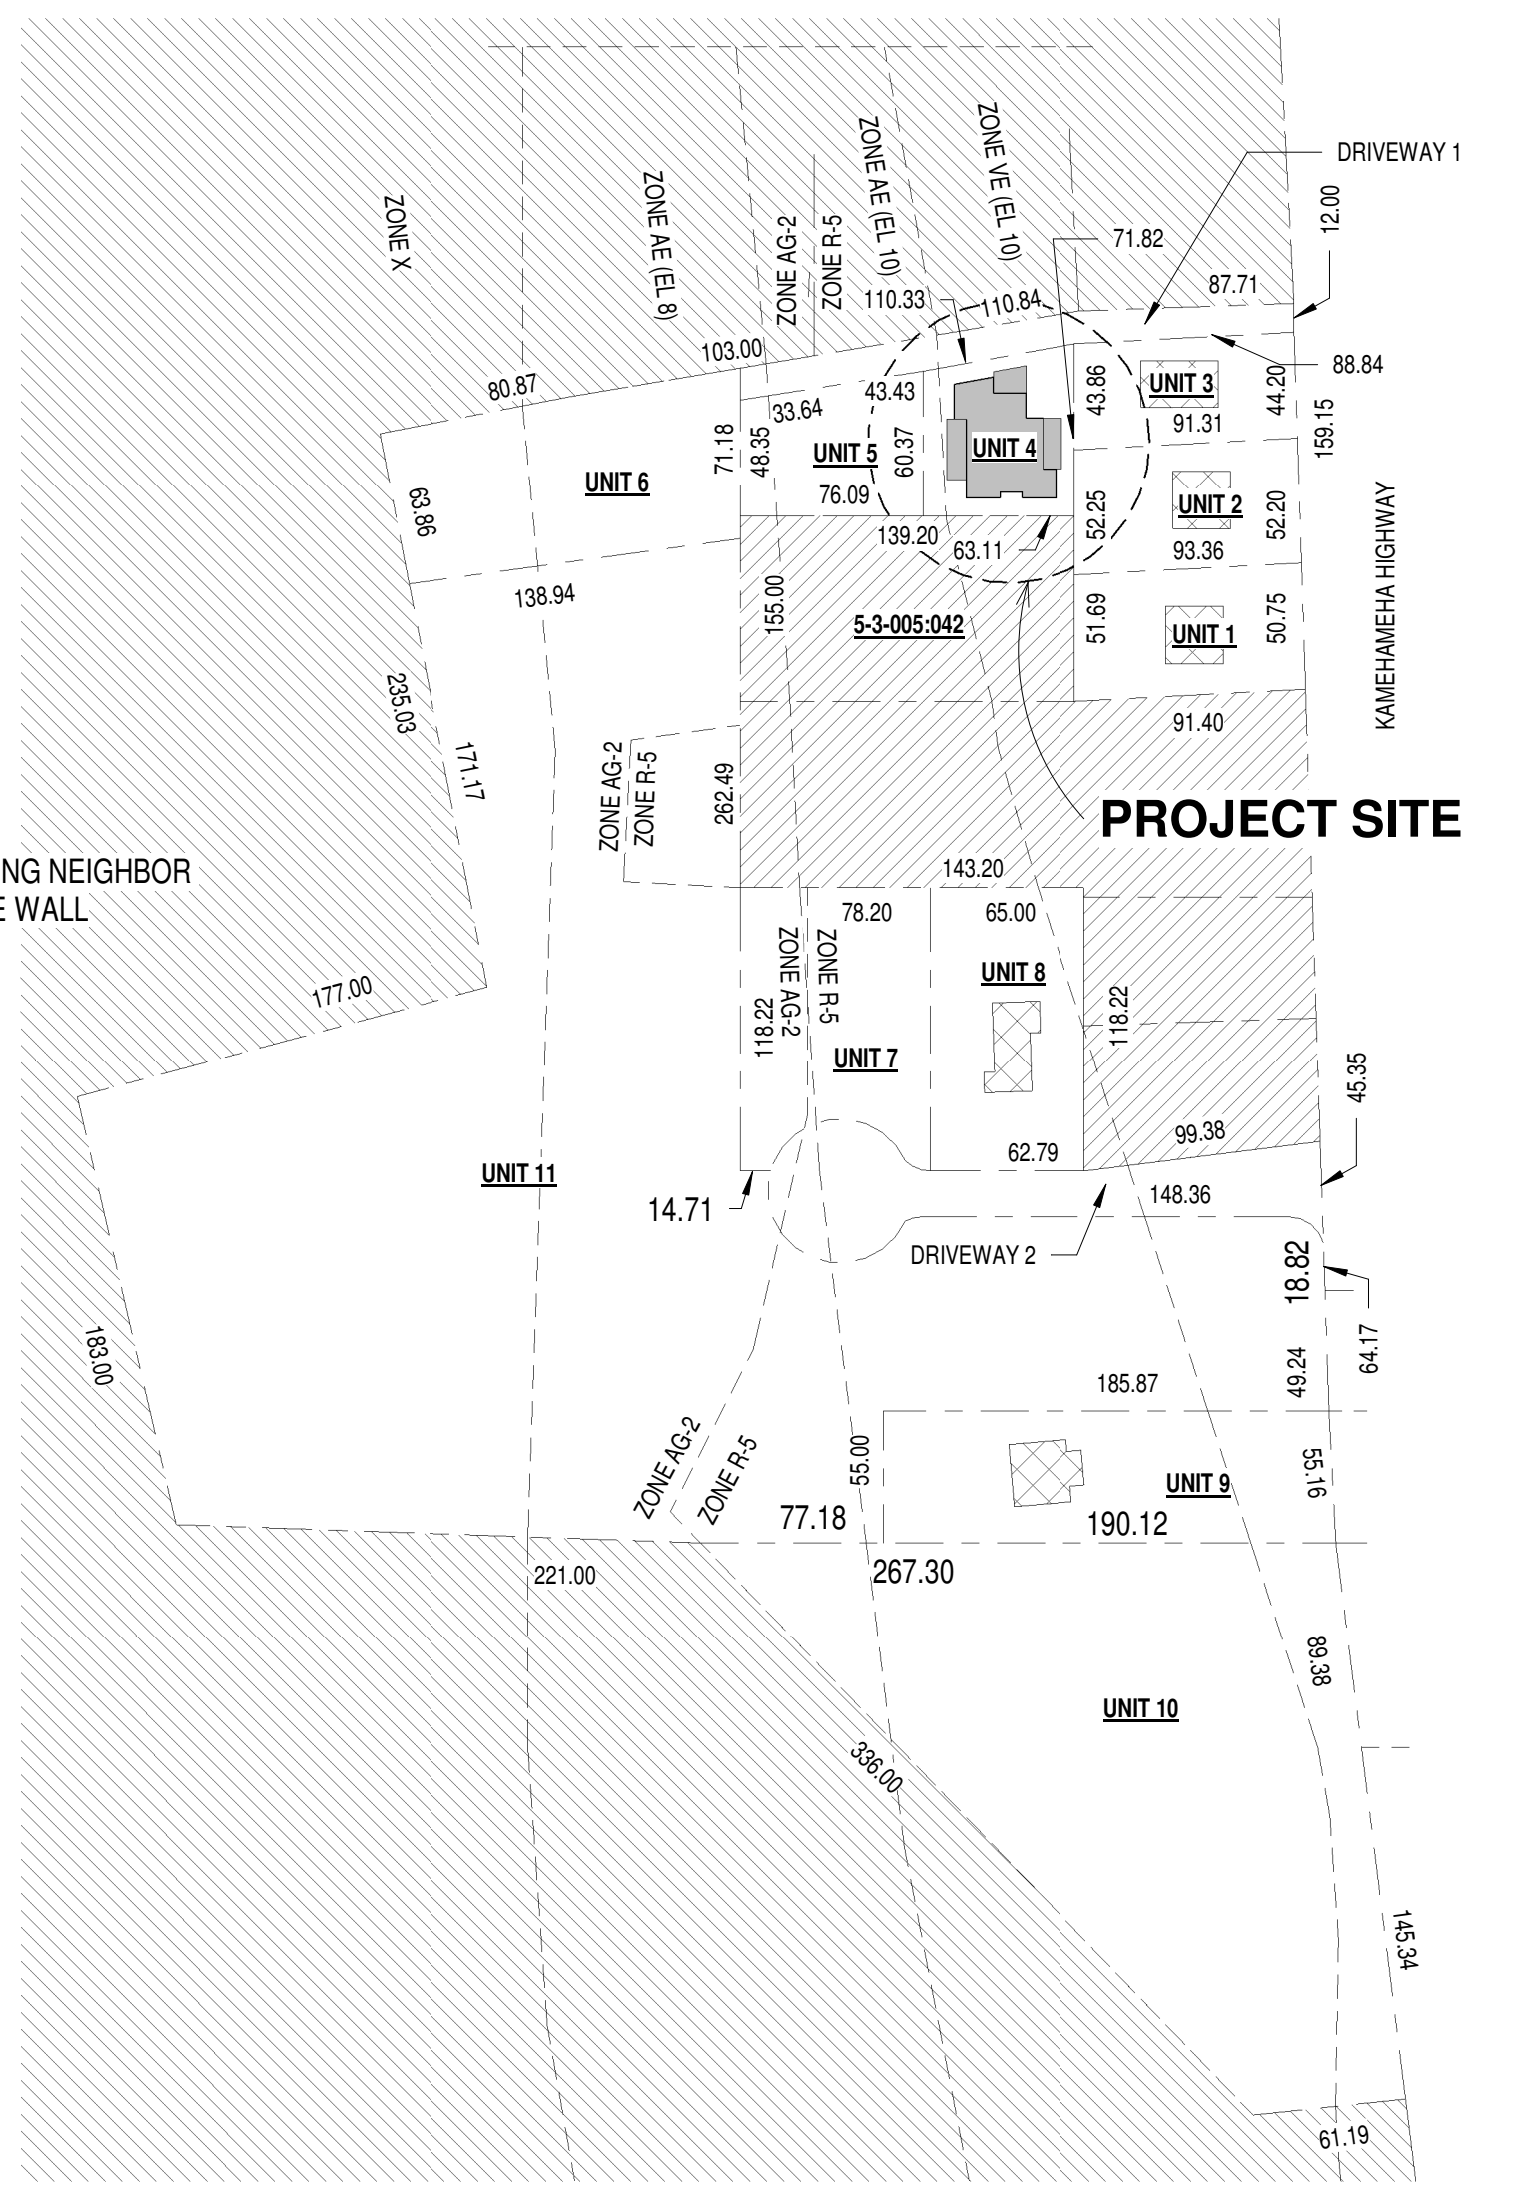 DRIVEWAY 1
ZONE X
ZONE AE (EL 8)
ZONE AG-2
ZONE R-5
ZONE AE (EL 10)
ZONE VE (EL 10)
12.00
71.82
87.71
110.33
110.84
103.00
80.87
88.84
43.43
33.64
43.86
UNIT 3
44.20
91.31
159.15
71.18
48.35
UNIT 5
60.37
UNIT 4
76.09
UNIT 6
63.86
UNIT 2
52.25
52.20
93.36
139.20
63.11
KAMEHAMEHA HIGHWAY
138.94
155.00
5-3-005:042
51.69
UNIT 1
50.75
235.03
171.17
91.40
ZONE AG-2
ZONE R-5
262.49
PROJECT SITE
NG NEIGHBOR
E WALL
143.20
78.20
65.00
ZONE AG-2
ZONE R-5
UNIT 8
177.00
118.22
118.22
UNIT 7
45.35
99.38
62.79
UNIT 11
148.36
14.71
DRIVEWAY 2
18.82
64.17
183.00
49.24
185.87
ZONE AG-2
ZONE R-5
55.00
55.16
UNIT 9
77.18
190.12
221.00
267.30
89.38
UNIT 10
336.00
145.34
61.19